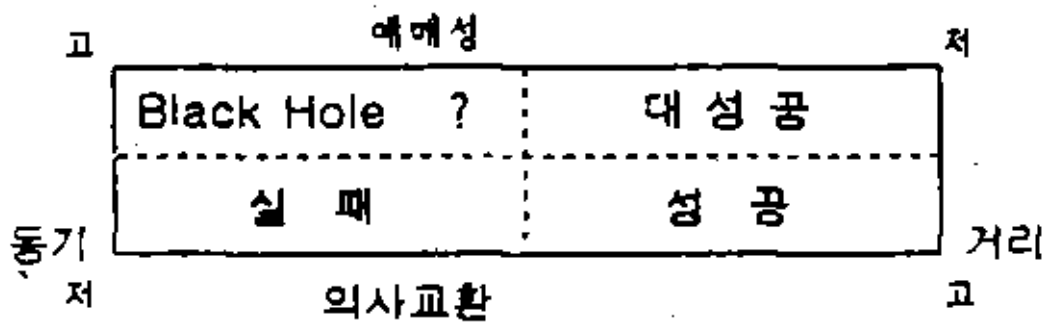 고 애매성 저
Black Hole ? 대 성 공
실 패 성 공
동기 거리
저 의사교환 고